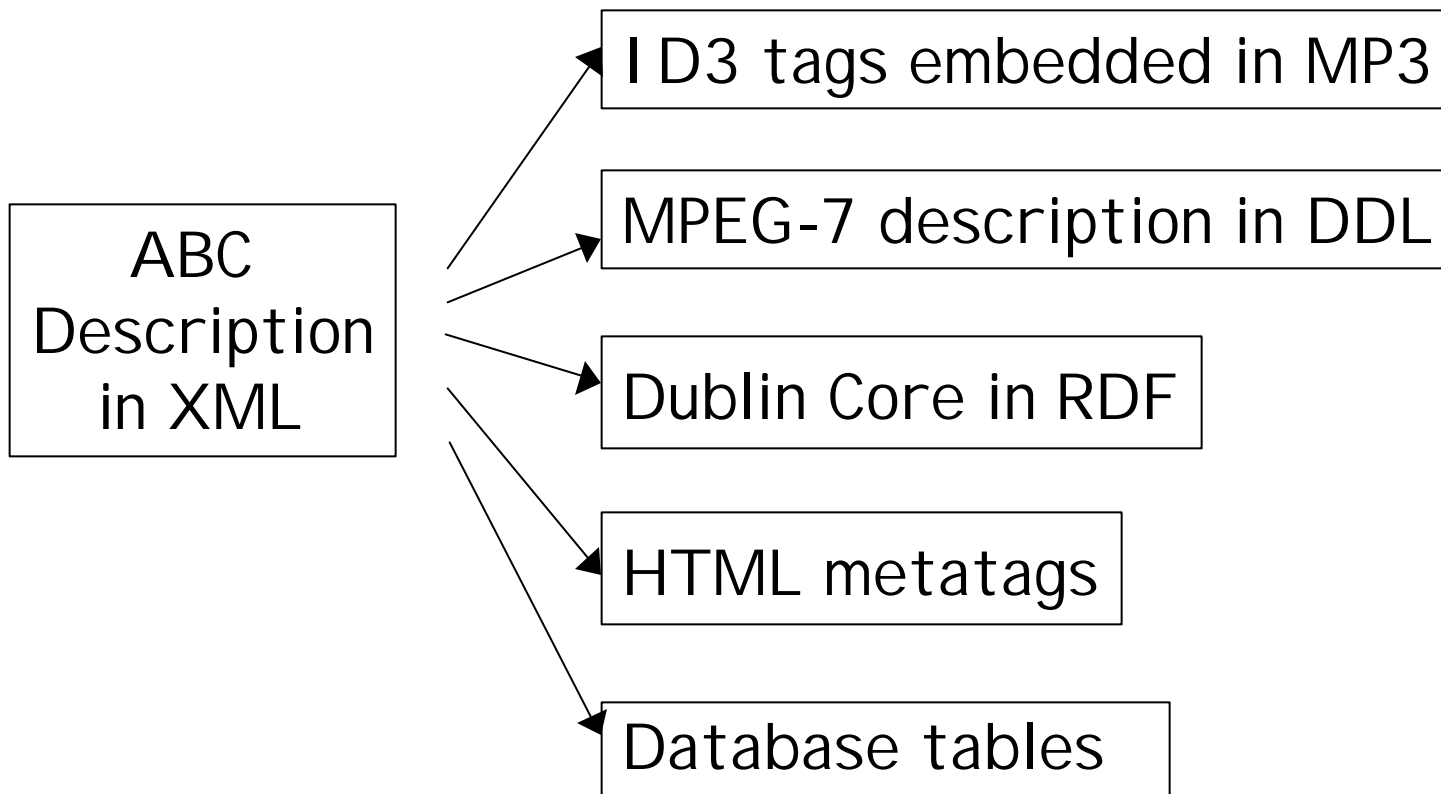 ABC
Description
in XML
ID3 tags embedded in MP3
MPEG-7 description in DDL
Dublin Core in RDF
HTML metatags
Database tables